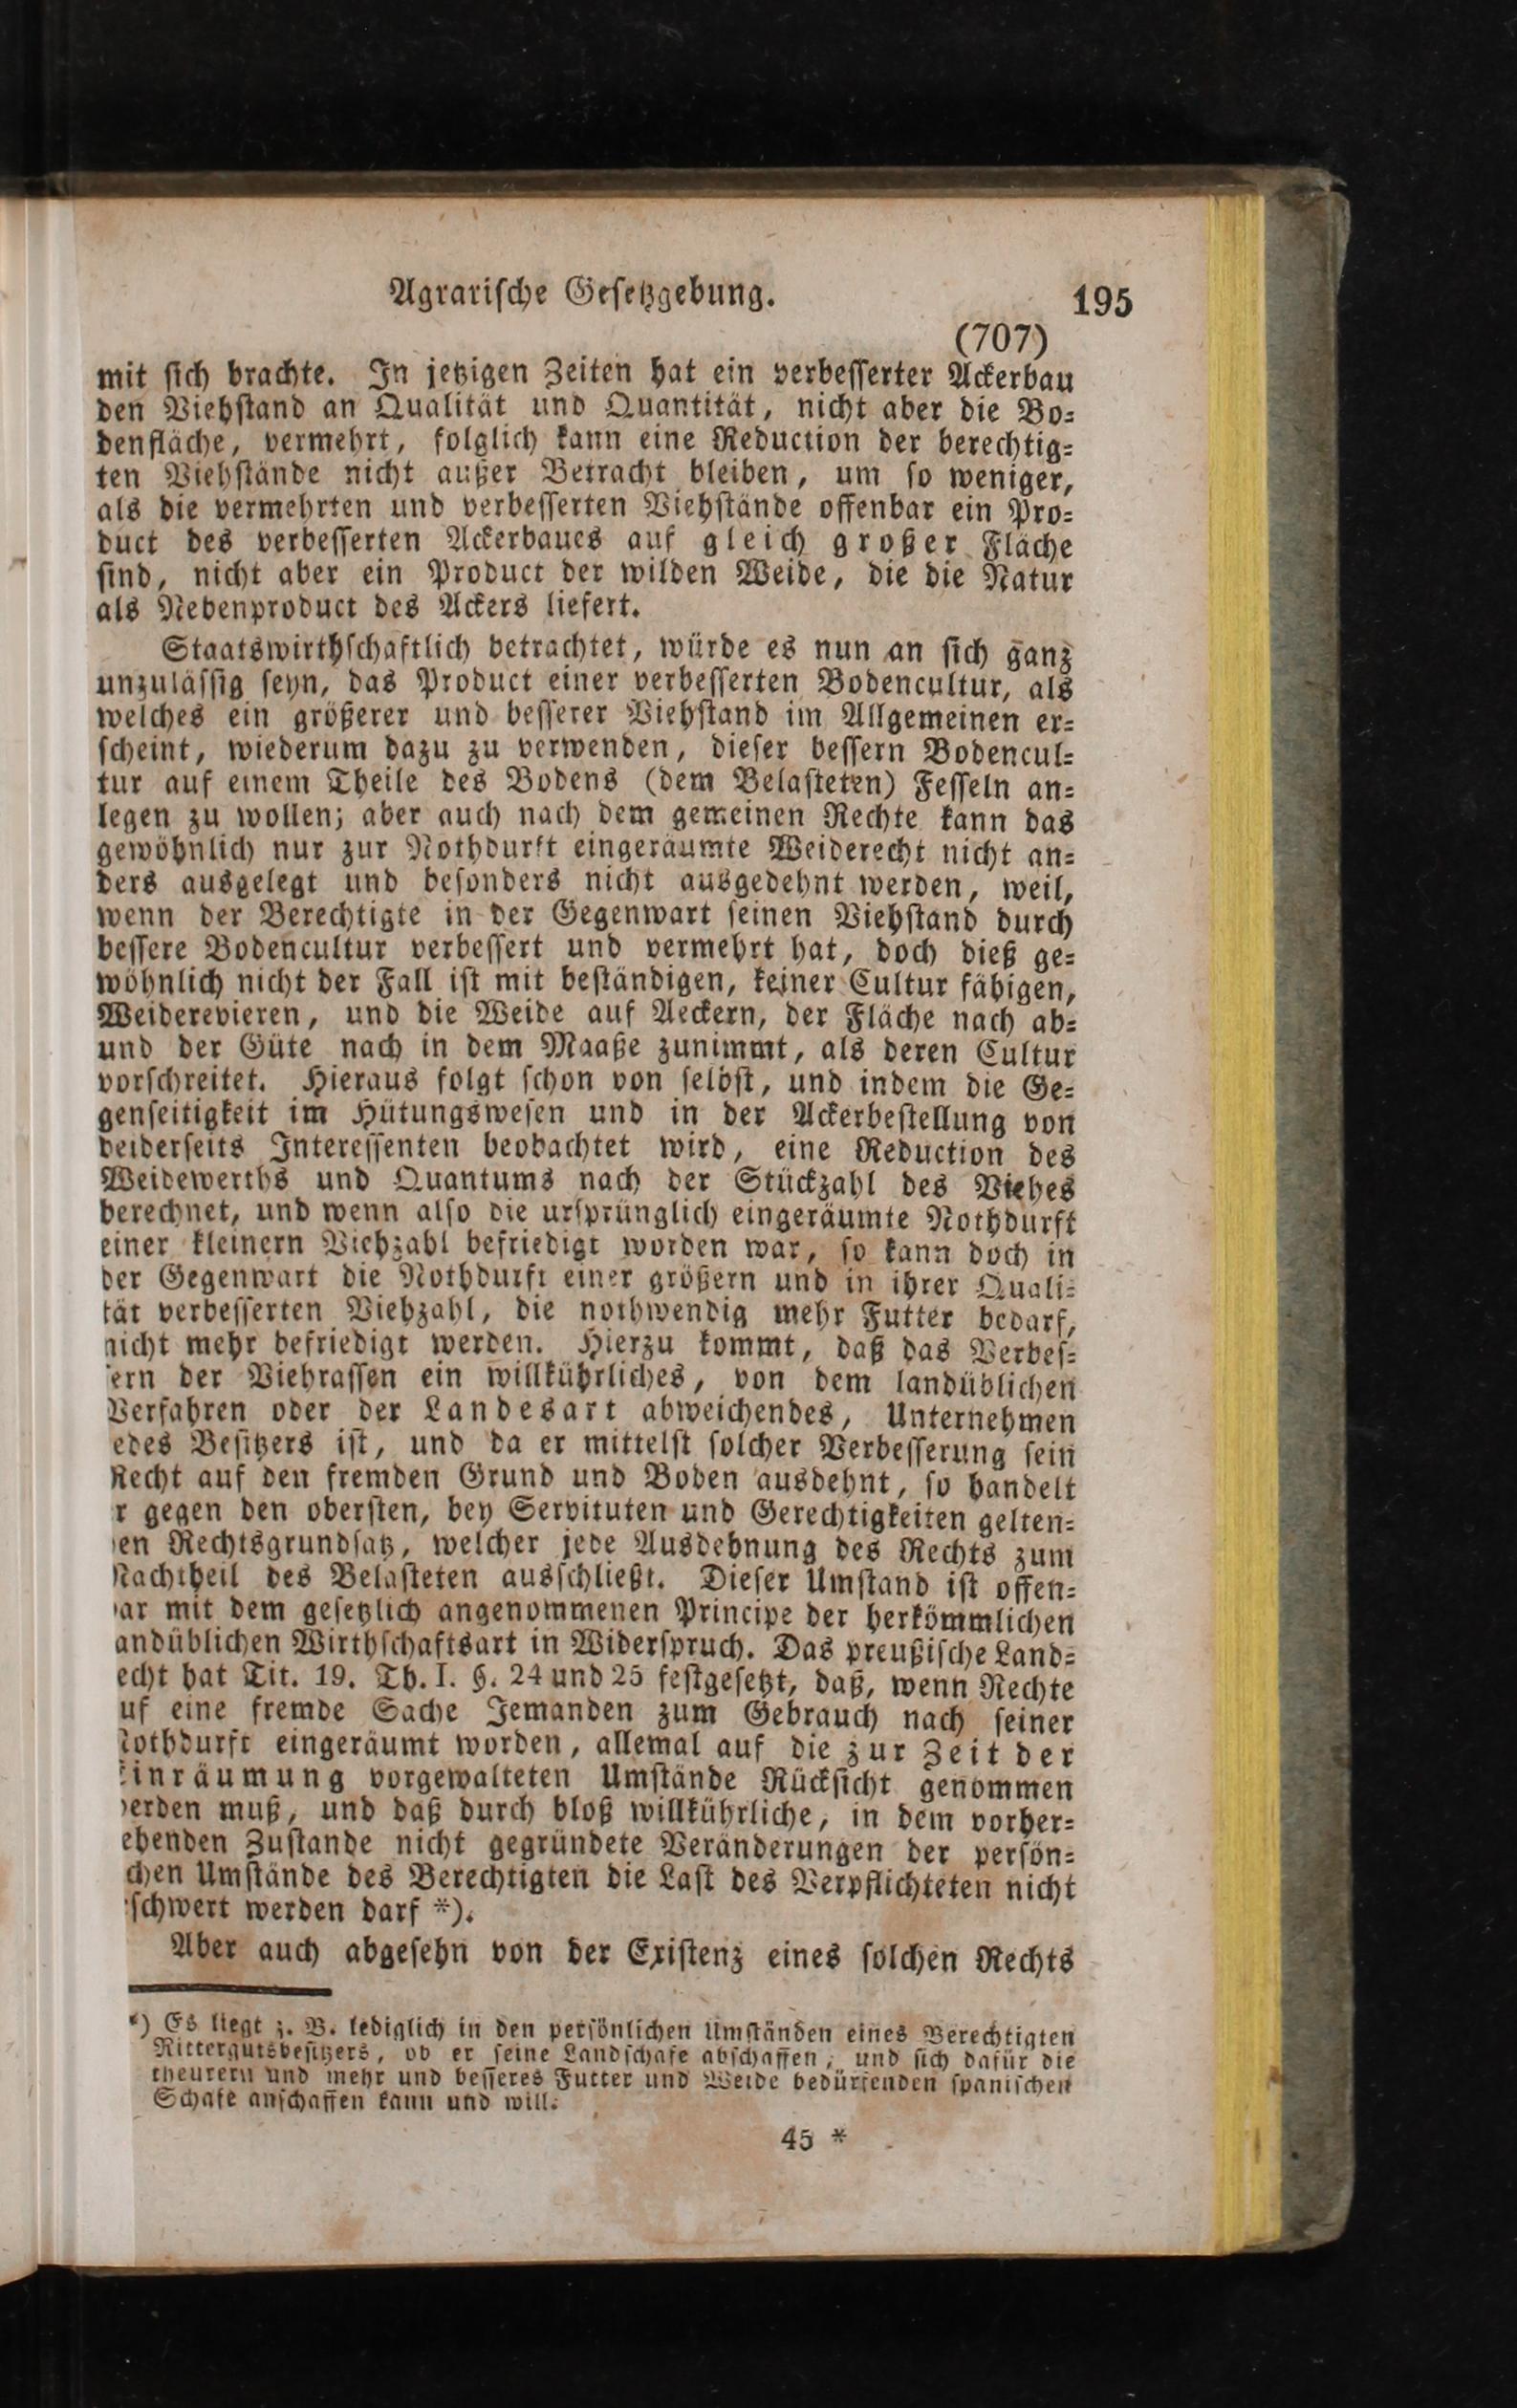 Agrarische Gesetzgebung. 195
(707)
mit sich brachte. In jetzigen Zeiten hat ein verbesserter Ackerbau
den Viehstand an Qualität und Quantität, nicht aber die Bo-
denfläche, vermehrt, folglich kann eine Reduction der berechtig-
ten Viehstände nicht außer Betracht bleiben, um so weniger,
als die vermehrten und verbesserten Viehstände offenbar ein Pro-
duct des verbesserten Ackerbaues auf gleich großer Fläche
sind, nicht aber ein Product der wilden Weide, die die Natur
als Nebenproduct des Ackers liefert.
Staatswirthschaftlich betrachtet, würde es nun an sich ganz
unzulässig seyn, das Product einer verbesserten Bodencultur, als
welches ein größerer und besserer Viehstand im Allgemeinen er-
scheint, wiederum dazu zu verwenden, dieser bessern Bodencul-
tur auf einem Theile des Bodens (dem Belasteten) Fesseln an-
legen zu wollen; aber auch nach dem gemeinen Rechte kann das
gewöhnlich nur zur Nothdurft eingeräumte Weiderecht nicht an-
ders ausgelegt und besonders nicht ausgedehnt werden, weil,
wenn der Berechtigte in der Gegenwart seinen Viehstand durch
bessere Bodencultur verbessert und vermehrt hat, doch dieß ge-
wöhnlich nicht der Fall ist mit beständigen, keiner Cultur fähigen,
Weiderevieren, und die Weide auf Aeckern, der Fläche nach ab-
und der Güte nach in dem Maaße zunimmt, als deren Cultur
vorschreitet. Hieraus folgt schon von selbst, und indem die Ge-
genseitigkeit im Hütungswesen und in der Ackerbestellung von
beiderseits Interessenten beobachtet wird, eine Reduction des
Weidewerths und Quantums nach der Stückzahl des Viehes
berechnet, und wenn also die ursprünglich eingeräumte Nothdurft
einer kleinern Viehzahl befriedigt worden war, so kann doch in
der Gegenwart die Nothdurft einer größern und in ihrer Quali-
tät verbesserten Viehzahl, die nothwendig mehr Futter bedarf,
nicht mehr befriedigt werden. Hierzu kommt, daß das Verbes-
ern der Viehrassen ein willkührliches, von dem landüblichen
Verfahren oder der Landesart abweichendes, Unternehmen
edes Besitzers ist, und da er mittelst solcher Verbesserung sein
Recht auf den fremden Grund und Boden ausdehnt, so handelt
r gegen den obersten, bey Servituten und Gerechtigkeiten gelten-
en Rechtsgrundsatz, welcher jede Ausdehnung des Rechts zum
Nachtheil des Belasteten ausschließt. Dieser Umstand ist offen-
ar mit dem gesetzlich angenommenen Principe der herkömmlichen
andüblichen Wirthschaftsart in Widerspruch. Das preußische Land-
echt hat Tit. 19. Th. I. §. 24 und 25 festgesetzt, daß, wenn Rechte
uf eine fremde Sache Jemanden zum Gebrauch nach seiner
Nothdurft eingeräumt worden, allemal auf die zur Zeit der
Einräumung vorgewalteten Umstände Rücksicht genommen
erden muß, und daß durch bloß willkührliche, in dem vorher-
ehenden Zustande nicht gegründete Veränderungen der persön-
chen Umstände des Berechtigten die Last des Verpflichteten nicht
schwert werden darf *).
Aber auch abgesehn von der Existenz eines solchen Rechts
*) Es liegt z. B. lediglich in den persönlichen Umständen eines Berechtigten
Rittergutsbesitzers, ob er seine Landschafe abschaffen, und sich dafür die
theurern und mehr und besseres Futter und Weide bedürfenden spanischen
Schafe anschaffen kann und will.
45 *